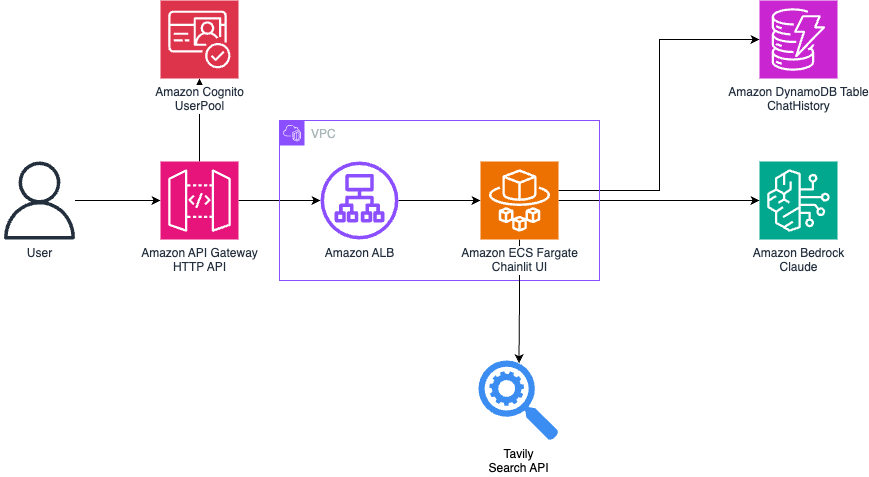 Amazon Cognito
UserPool
Amazon DynamoDB Table
ChatHistory
VPC
User
Amazon API Gateway
HTTP API
</>
Amazon ALB
Amazon ECS Fargate
Chainlit UI
Amazon Bedrock
Claude
Tavily
Search API